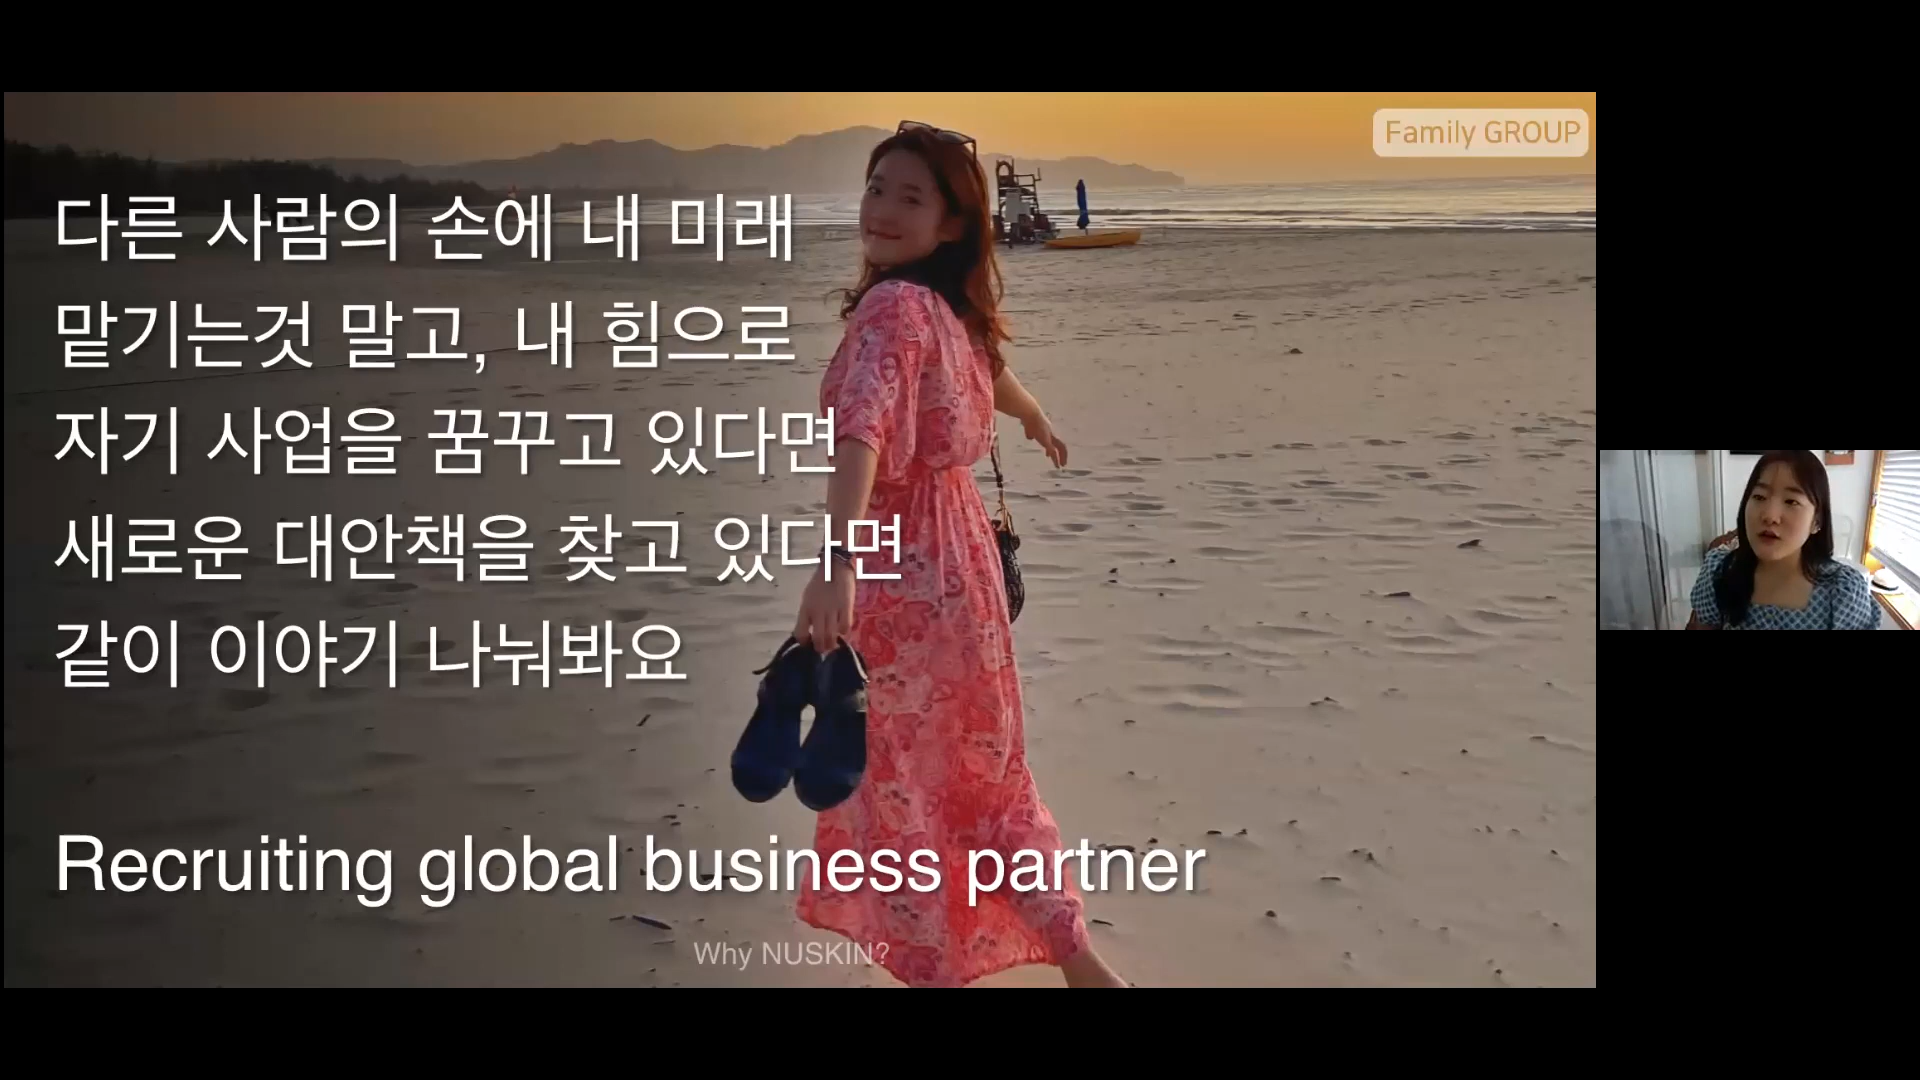 Family GROUP
다른 사람의 손에 내 미래
맡기는것 말고, 내 힘으로
자기 사업을 꿈꾸고 있다면
새로운 대안책을 찾고 있다면
같이 이야기 나눠봐요
Recruiting global business partner
Why NUSKIN?